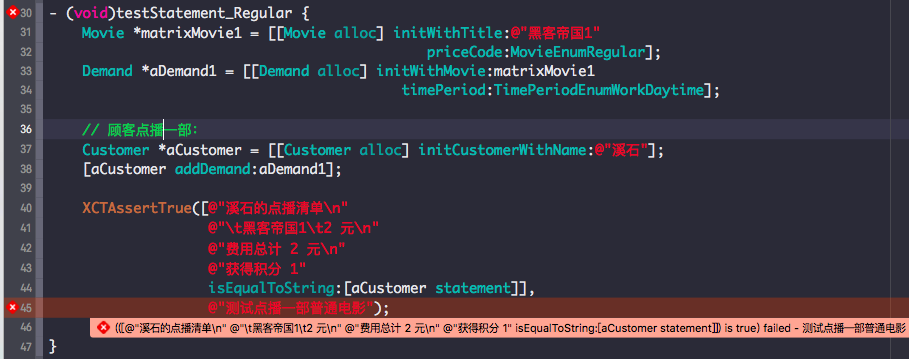 30 - (void)testStatement_Regular {
31 Movie *matrixMovie1 = [[Movie alloc] initWithTitle:@"黑客帝国1"
32 priceCode:MovieEnumRegular];
33 Demand *aDemand1 = [[Demand alloc] initWithMovie:matrixMovie1
34 timePeriod:TimePeriodEnumWorkDaytime];
35
36 // 顾客点播一部：
37 Customer *aCustomer = [[Customer alloc] initCustomerWithName:@"溪石"];
38 [aCustomer addDemand:aDemand1];
39
40 XCTAssertTrue([@"溪石的点播清单\n"
41 @"\t黑客帝国1\t2 元\n"
42 @"费用总计 2 元\n"
43 @"获得积分 1"
44 isEqualToString:[aCustomer statement]],
45 @"测试点播一部普通电影");
46 (([@"溪石的点播清单\n" @"\t黑客帝国1\t2 元\n" @"费用总计 2 元\n" @"获得积分 1" isEqualToString:[aCustomer statement]]) is true) failed - 测试点播一部普通电影
47 }